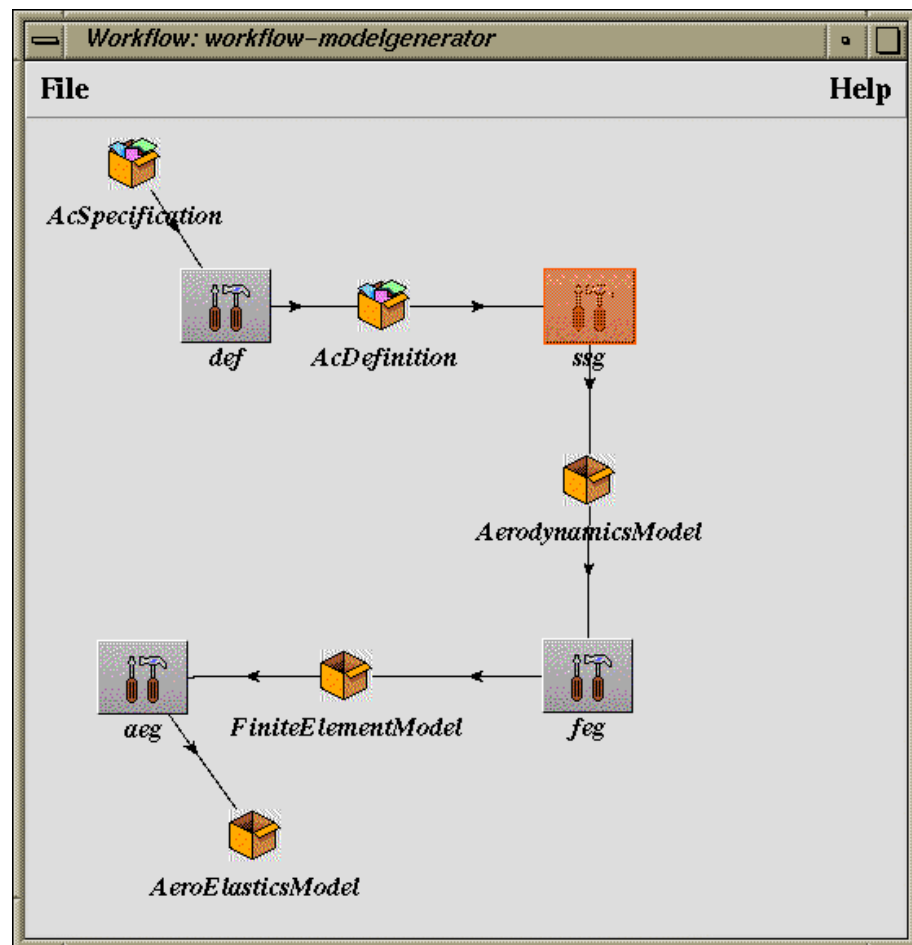 Workflow: workflow-modelgenerator
File Help
AcSpecification
def AcDefinition ssg
AerodynamicsModel
aeg FiniteElementModel feg
AeroElasticsModel